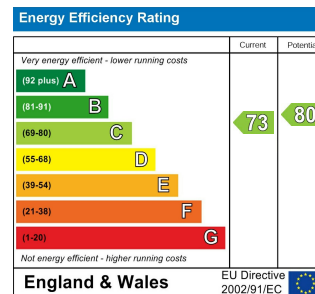 Energy Efficiency Rating
Current Potentia
Very energy efficient - lower running costs
(92 plus) A
(81-91) B
(69-80) C
(55-68) D
(39-54) E
(21-38) F
(1-20) G
73 80
Not energy efficient - higher running costs
England & Wales
EU Directive
2002/91/EC